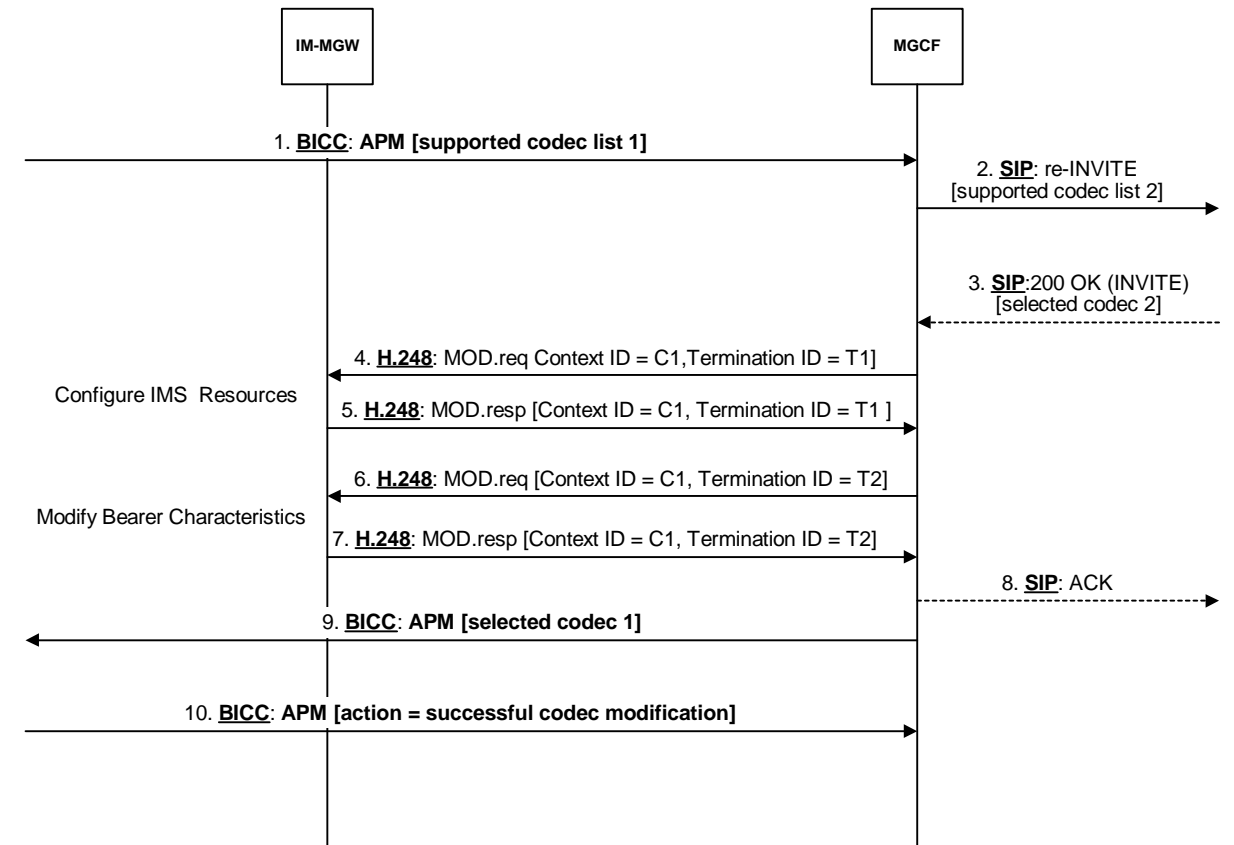 IM-MGW
MGCF
1. BICC: APM [supported codec list 1]
2. SIP: re-INVITE
[supported codec list 2]
3. SIP:200 OK (INVITE)
[selected codec 2]
4. H.248: MOD.req Context ID = C1,Termination ID = T1]
Configure IMS Resources
5. H.248: MOD.resp [Context ID = C1, Termination ID = T1 ]
6. H.248: MOD.req [Context ID = C1, Termination ID = T2]
Modify Bearer Characteristics
7. H.248: MOD.resp [Context ID = C1, Termination ID = T2]
8. SIP: ACK
9. BICC: APM [selected codec 1]
10. BICC: APM [action = successful codec modification]